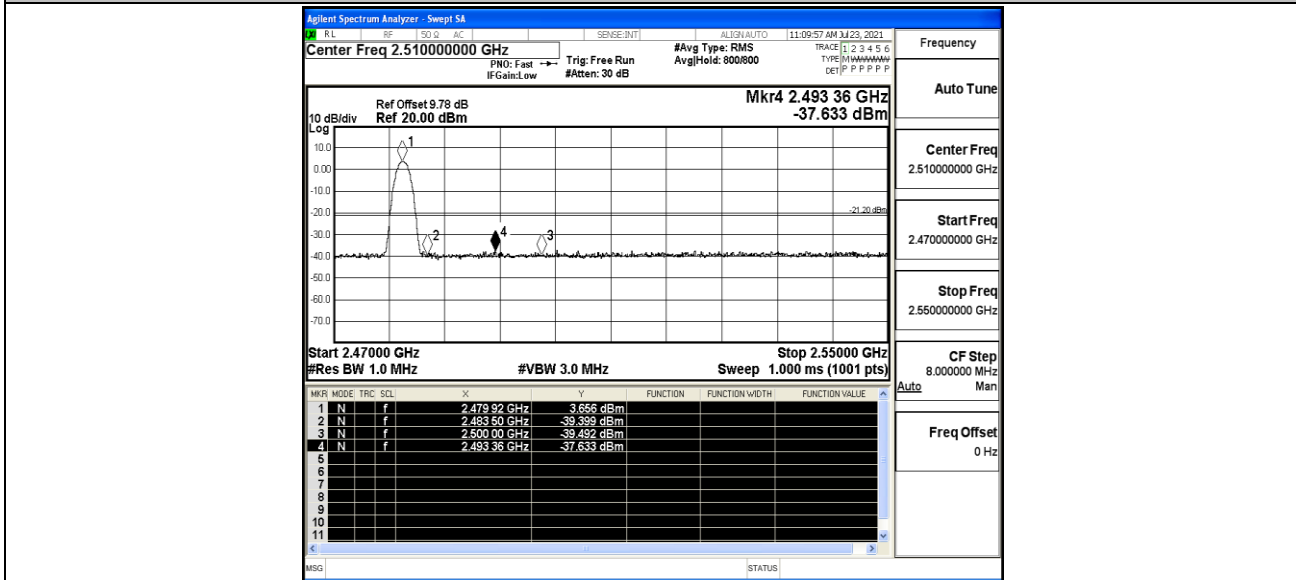 Agilent Spectrum Analyzer - Swept SA
RL RF 50 Ω AC SENSE:INT ALIGN AUTO 11:09:57 AM Jul 23, 2021
Center Freq 2.510000000 GHz
PNO: Fast
IFGain:Low
Trig: Free Run
#Atten: 30 dB
#Avg Type: RMS
Avg|Hold: 800/800
TRACE 1 2 3 4 5 6
TYPE M W W W W W
DET P P P P P P
Mkr4 2.493 36 GHz
-37.633 dBm
Ref Offset 9.78 dB
10 dB/div Ref 20.00 dBm
Log
10.0
0.00
-10.0
-20.0
-30.0
-40.0
-50.0
-60.0
-70.0
1
2
4
3
-21.20 dBm
Start 2.47000 GHz Stop 2.55000 GHz
#Res BW 1.0 MHz #VBW 3.0 MHz Sweep 1.000 ms (1001 pts)
MKR MODE TRC SCL X Y FUNCTION FUNCTION WIDTH FUNCTION VALUE
1 N f 2.479 92 GHz 3.656 dBm
2 N f 2.483 50 GHz -39.399 dBm
3 N f 2.500 00 GHz -39.492 dBm
4 N f 2.493 36 GHz -37.633 dBm
5
6
7
8
9
10
11
MSG STATUS
Frequency
Auto Tune
Center Freq
2.510000000 GHz
Start Freq
2.470000000 GHz
Stop Freq
2.550000000 GHz
CF Step
8.000000 MHz
Auto Man
Freq Offset
0 Hz